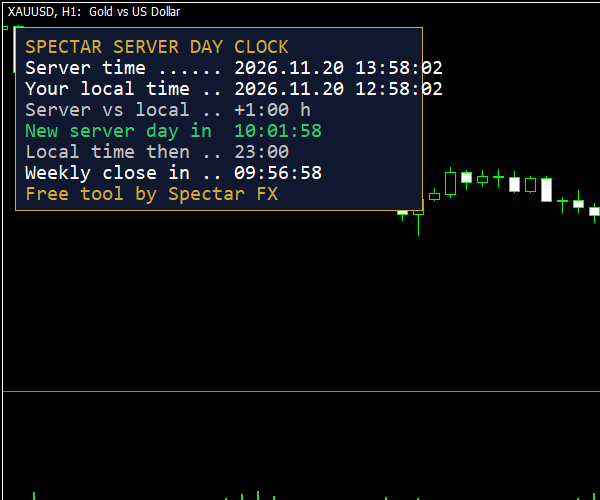 XAUUSD, H1:  Gold vs US Dollar
SPECTAR SERVER DAY CLOCK
Server time ...... 2026.11.20 13:58:02
Your local time .. 2026.11.20 12:58:02
Server vs local .. +1:00 h
New server day in  10:01:58
Local time then .. 23:00
Weekly close in .. 09:56:58
Free tool by Spectar FX